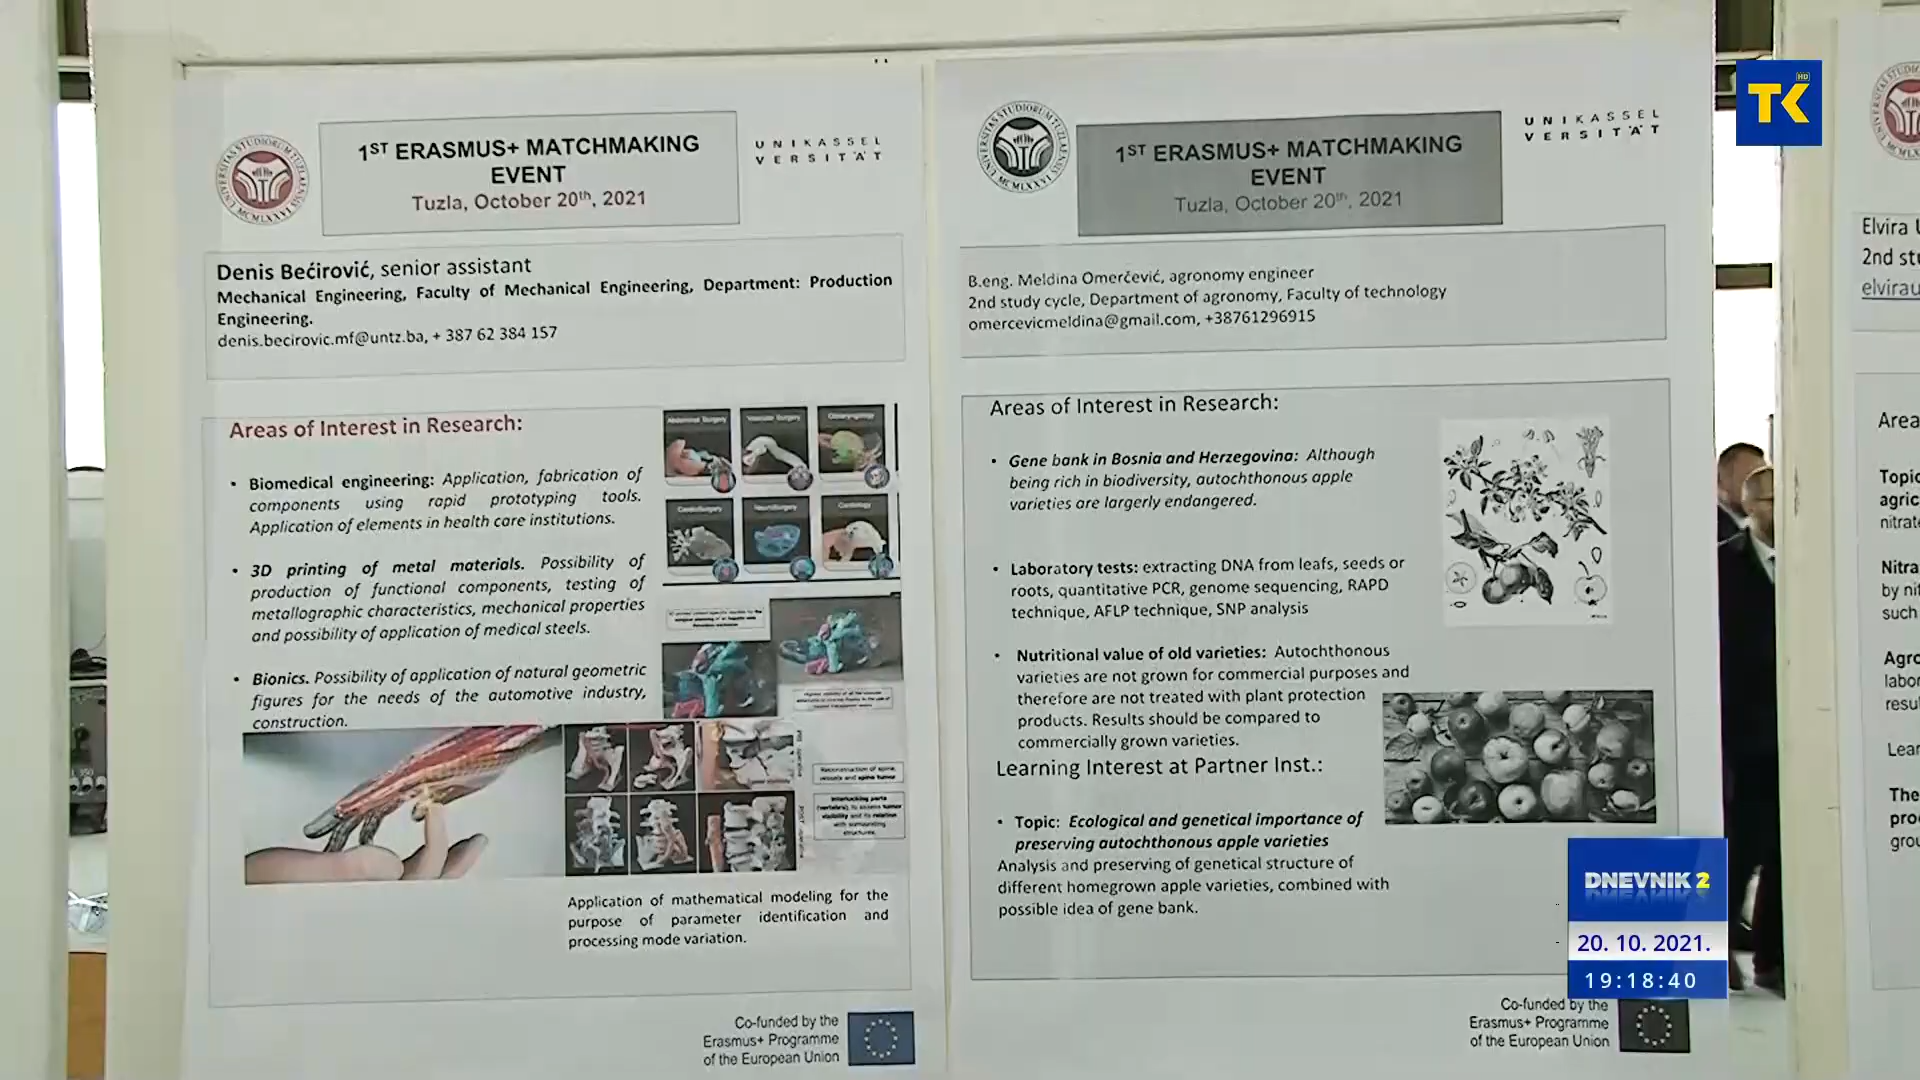 1ST ERASMUS+ MATCHMAKING
EVENT
Tuzla, October 20th, 2021
UNIKASSEL
VERSITÄT
Denis Bećirović, senior assistant
Mechanical Engineering, Faculty of Mechanical Engineering, Department: Production
Engineering.
denis.becirovic.mf@untz.ba, + 387 62 384 157
Areas of Interest in Research:
• Biomedical engineering: Application, fabrication of
components using rapid prototyping tools.
Application of elements in health care institutions.
• 3D printing of metal materials. Possibility of
production of functional components, testing of
metallographic characteristics, mechanical properties
and possibility of application of medical steels.
• Bionics. Possibility of application of natural geometric
figures for the needs of the automotive industry,
construction.
Application of mathematical modeling for the
purpose of parameter identification and
processing mode variation.
Co-funded by the
Erasmus+ Programme
of the European Union
1ST ERASMUS+ MATCHMAKING
EVENT
Tuzla, October 20th, 2021
UNIKASSEL
VERSITÄT
B.eng. Meldina Omerčević, agronomy engineer
2nd study cycle, Department of agronomy, Faculty of technology
omercevicmeldina@gmail.com, +38761296915
Areas of Interest in Research:
• Gene bank in Bosnia and Herzegovina: Although
being rich in biodiversity, autochthonous apple
varieties are largerly endangered.
• Laboratory tests: extracting DNA from leafs, seeds or
roots, quantitative PCR, genome sequencing, RAPD
technique, AFLP technique, SNP analysis
• Nutritional value of old varieties: Autochthonous
varieties are not grown for commercial purposes and
therefore are not treated with plant protection
products. Results should be compared to
commercially grown varieties.
Learning Interest at Partner Inst.:
• Topic: Ecological and genetical importance of
preserving autochthonous apple varieties
Analysis and preserving of genetical structure of
different homegrown apple varieties, combined with
possible idea of gene bank.
Co-funded by the
Erasmus+ Programme
of the European Union
Elvira
2nd
TK HD
DNEVNIK 2
20. 10. 2021.
19:18:40